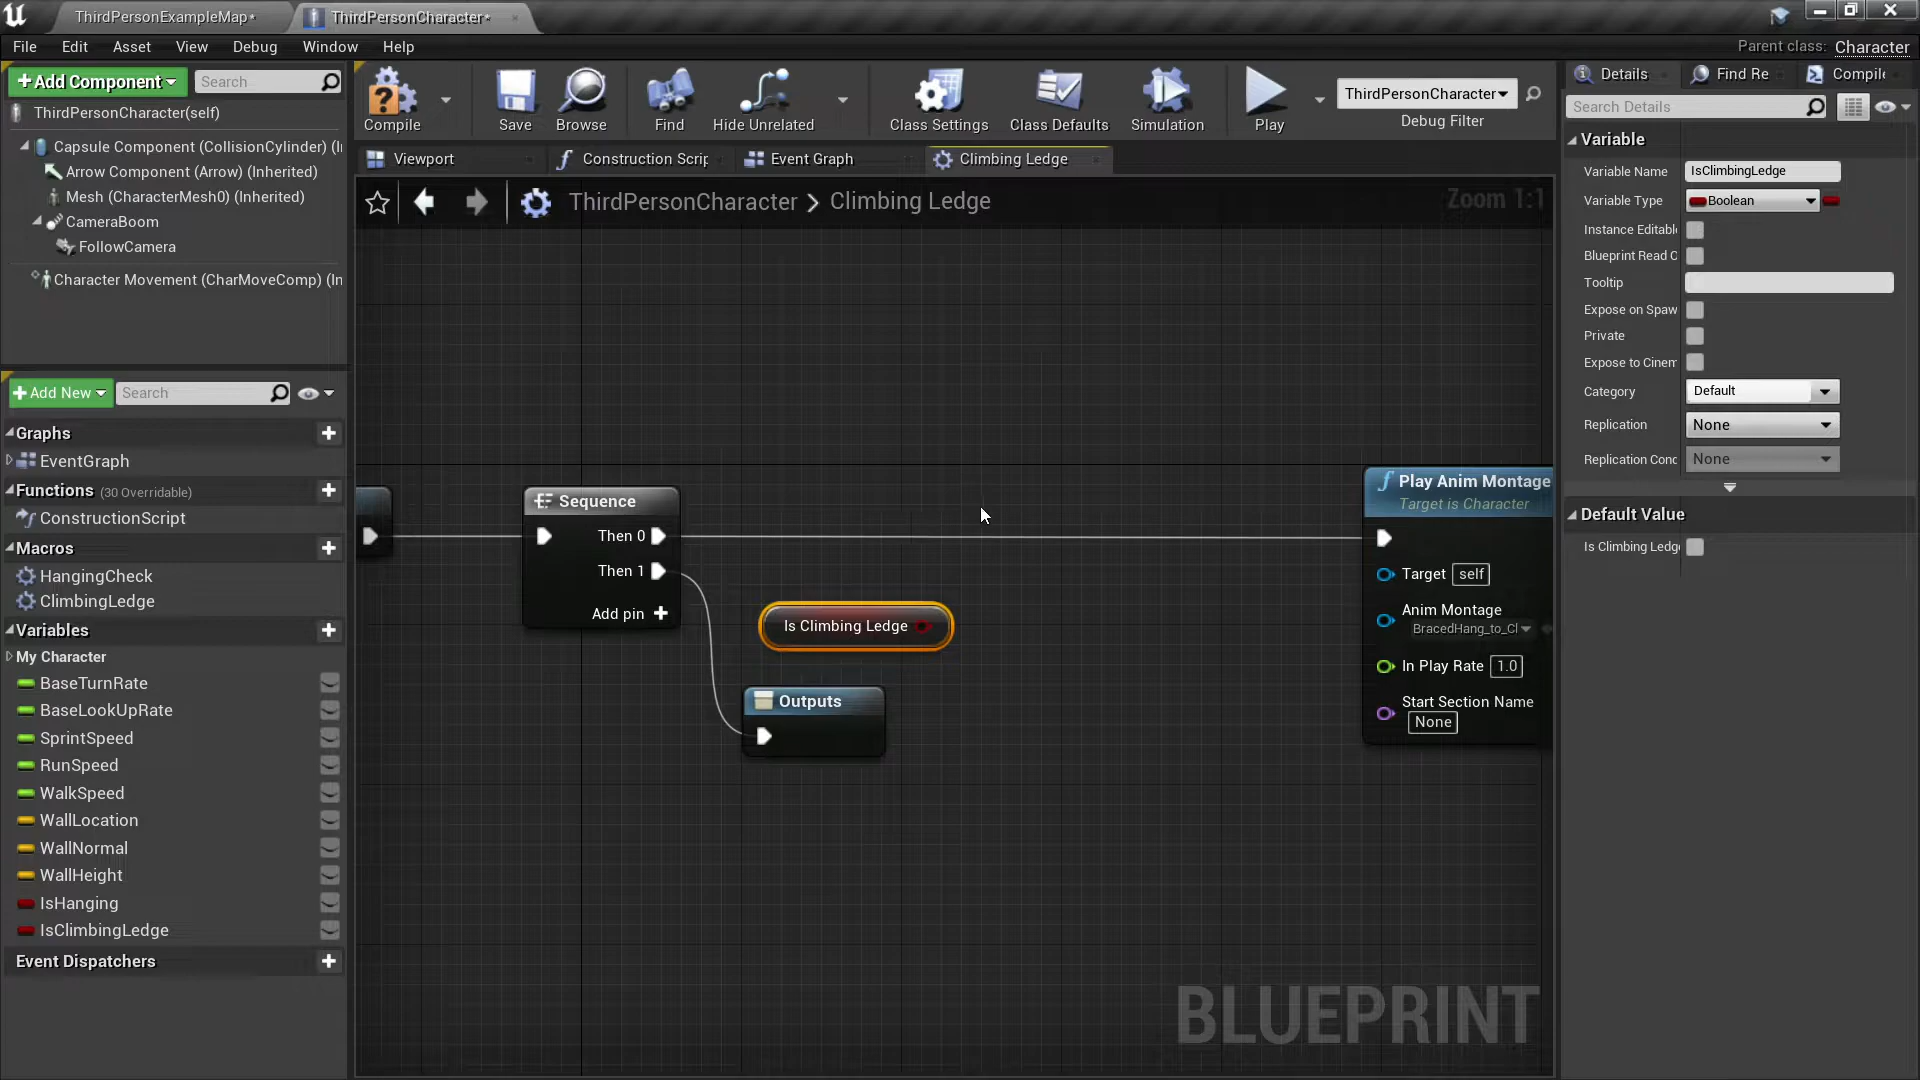 ThirdPersonExampleMap*
ThirdPersonCharacter*
File Edit Asset View Debug Window Help
Parent class: Character
Add Component
Search
ThirdPersonCharacter(self)
Capsule Component (CollisionCylinder) (I
Arrow Component (Arrow) (Inherited)
Mesh (CharacterMesh0) (Inherited)
CameraBoom
FollowCamera
Character Movement (CharMoveComp) (In
Compile
Save
Browse
Find
Hide Unrelated
Class Settings
Class Defaults
Simulation
Play
ThirdPersonCharacter
Debug Filter
Viewport
Construction Scrip
Event Graph
Climbing Ledge
ThirdPersonCharacter > Climbing Ledge
Zoom 1:1
Add New
Search
Graphs
EventGraph
Functions (30 Overridable)
ConstructionScript
Macros
HangingCheck
ClimbingLedge
Variables
My Character
BaseTurnRate
BaseLookUpRate
SprintSpeed
RunSpeed
WalkSpeed
WallLocation
WallNormal
WallHeight
IsHanging
IsClimbingLedge
Event Dispatchers
Sequence
Then 0
Then 1
Add pin +
Is Climbing Ledge
Outputs
Play Anim Montage
Target is Character
Target self
Anim Montage
BracedHang_to_Cl
In Play Rate 1.0
Start Section Name
None
BLUEPRINT
Details
Find Re
Compile
Search Details
Variable
Variable Name IsClimbingLedge
Variable Type Boolean
Instance Editabl
Blueprint Read O
Tooltip
Expose on Spaw
Private
Expose to Cinem
Category Default
Replication None
Replication Conc None
Default Value
Is Climbing Ledg